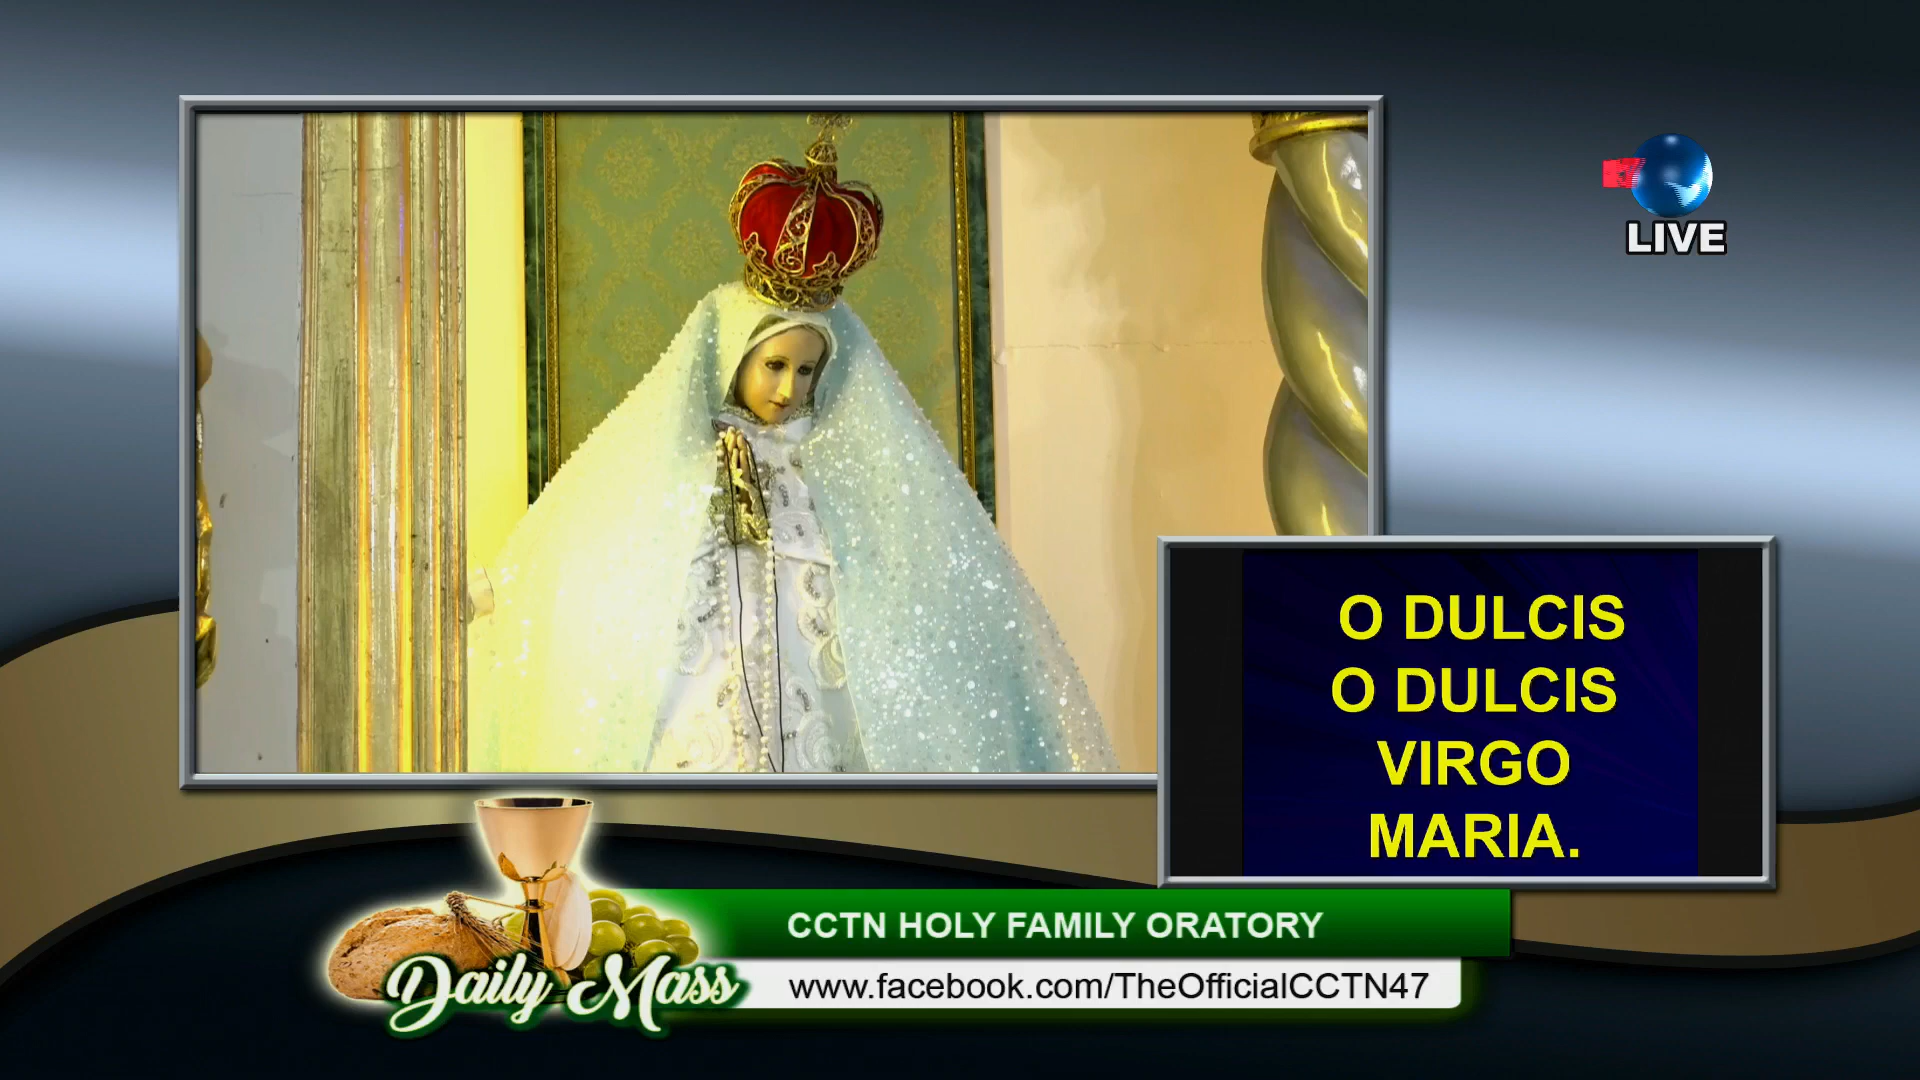 LIVE
O DULCIS
O DULCIS
VIRGO
MARIA.
CCTN HOLY FAMILY ORATORY
Daily Mass
www.facebook.com/TheOfficialCCTN47